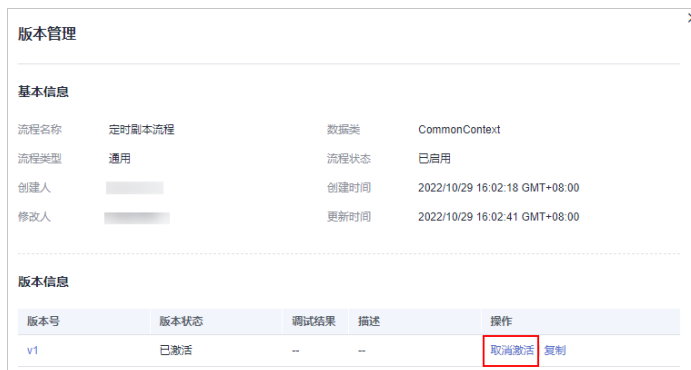 版本管理
基本信息
流程名称 定时副本流程 数据类 CommonContext
流程类型 通用 流程状态 已启用
创建人 创建时间 2022/10/29 16:02:18 GMT+08:00
修改人 更新时间 2022/10/29 16:02:41 GMT+08:00
版本信息
版本号 版本状态 调试结果 描述 操作
v1 已激活 -- -- 取消激活 复制